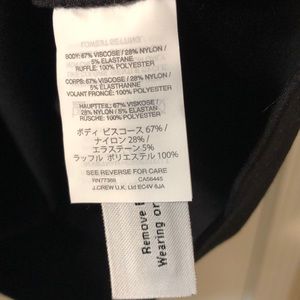 BODY: 67% VISCOSE / 28% NYLON /
5% ELASTANE
RUFFLE: 100% POLYESTER
CORPS: 67% VISCOSE / 28% NYLON /
5% ELASTHANNE
VOLANT FRONCÉ: 100% POLYESTER
HAUPTTEIL: 67% VISKOSE /
28% NYLON / 5% ELASTAN
RÜSCHE: 100% POLYESTER
ボディ ビスコース 67% /
ナイロン 28% /
エラステーン 5%
ラッフル ポリエステル 100%
SEE REVERSE FOR CARE
RN77388 CA56445
J.CREW U.K. Ltd EC4V 6JA
Remove
Wearing or